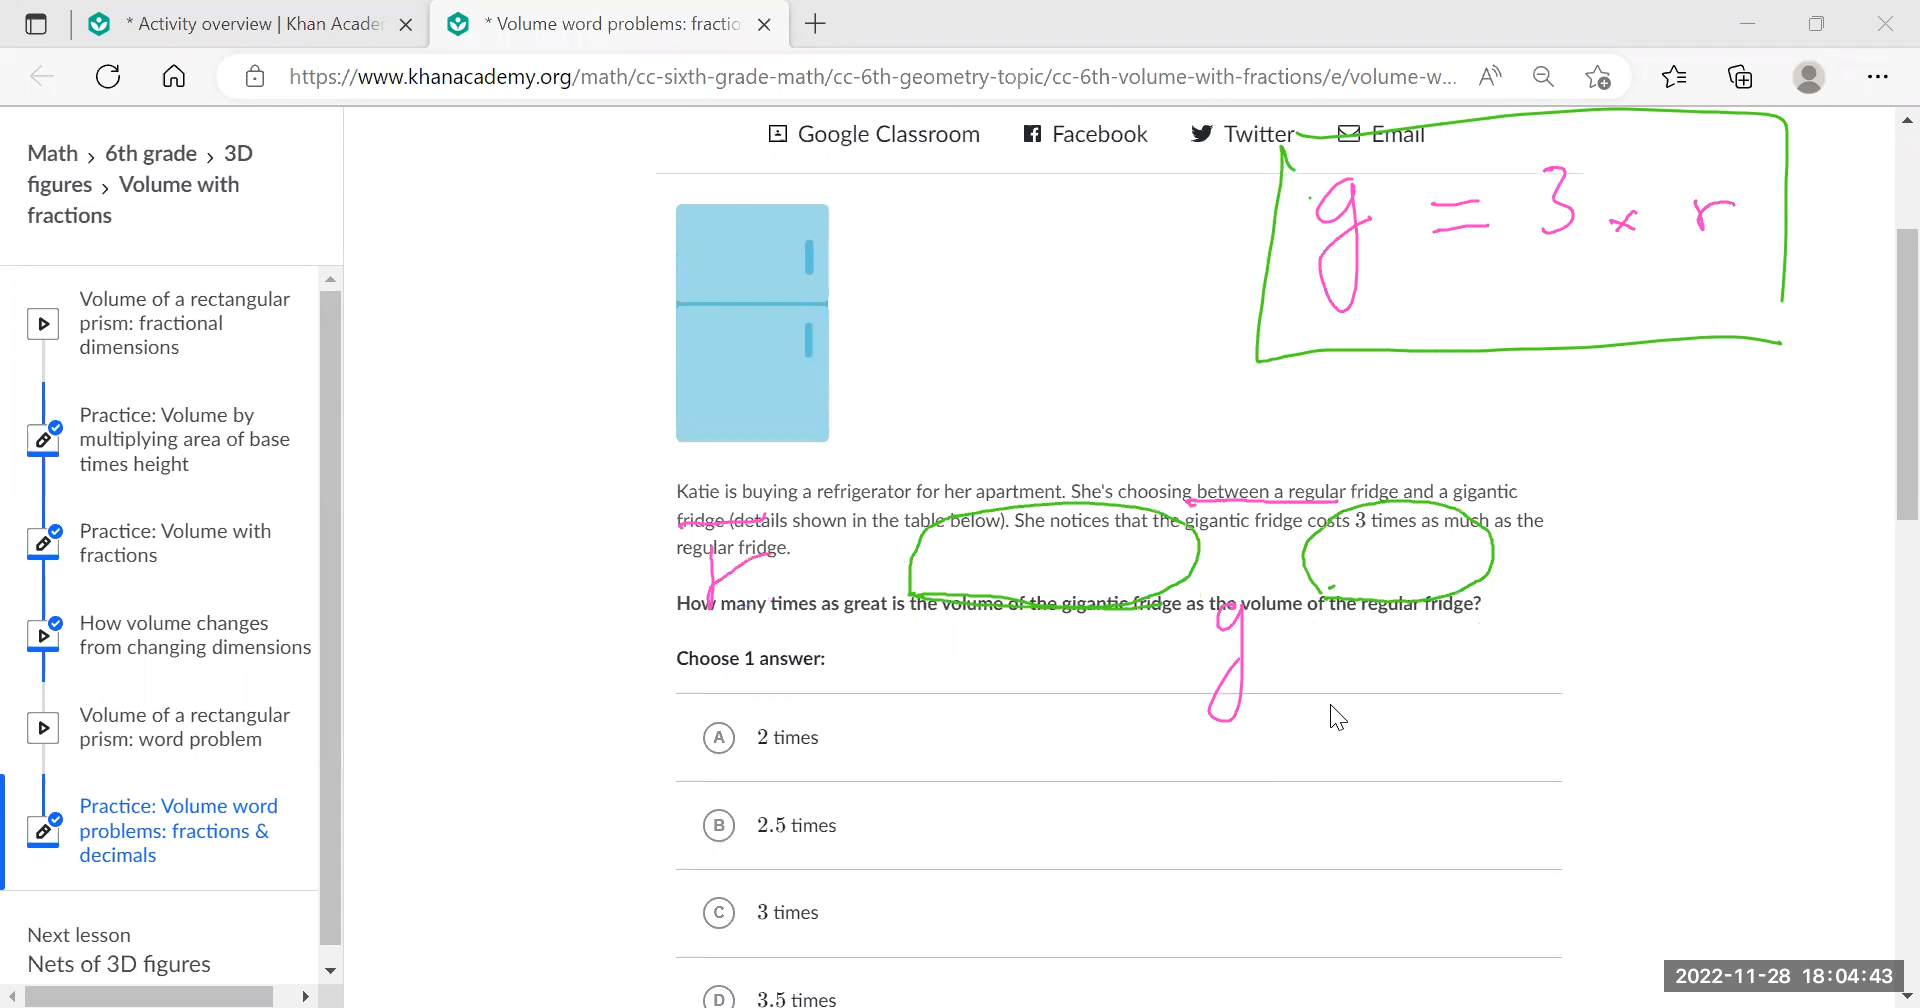 * Activity overview | Khan Acade
* Volume word problems: fractio
https://www.khanacademy.org/math/cc-sixth-grade-math/cc-6th-geometry-topic/cc-6th-volume-with-fractions/e/volume-w...
Math › 6th grade › 3D
figures › Volume with
fractions
Volume of a rectangular
prism: fractional
dimensions
Practice: Volume by
multiplying area of base
times height
Practice: Volume with
fractions
How volume changes
from changing dimensions
Volume of a rectangular
prism: word problem
Practice: Volume word
problems: fractions &
decimals
Next lesson
Nets of 3D figures
Google Classroom Facebook Twitter Email
g = 3 × r
Katie is buying a refrigerator for her apartment. She's choosing between a regular fridge and a gigantic
fridge (details shown in the table below). She notices that the gigantic fridge costs 3 times as much as the
regular fridge.
r
How many times as great is the volume of the gigantic fridge as the volume of the regular fridge?
g
Choose 1 answer:
A 2 times
B 2.5 times
C 3 times
D 3.5 times
2022-11-28 18:04:43